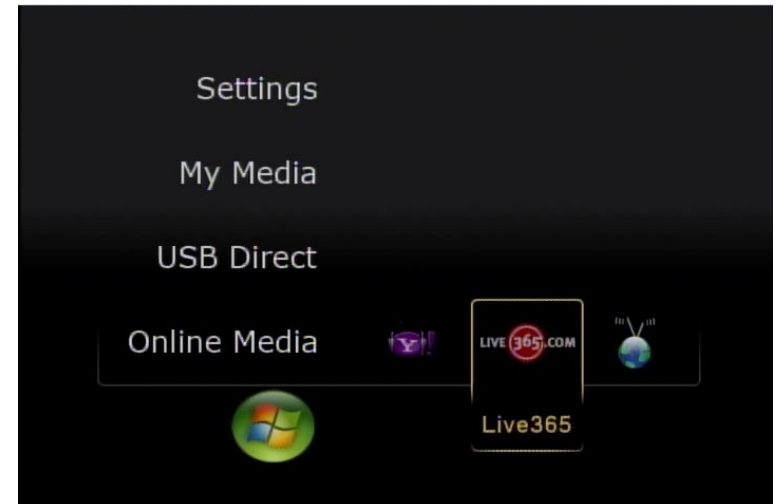 Settings
My Media
USB Direct
Online Media
Y!
LIVE 365.COM
Live365